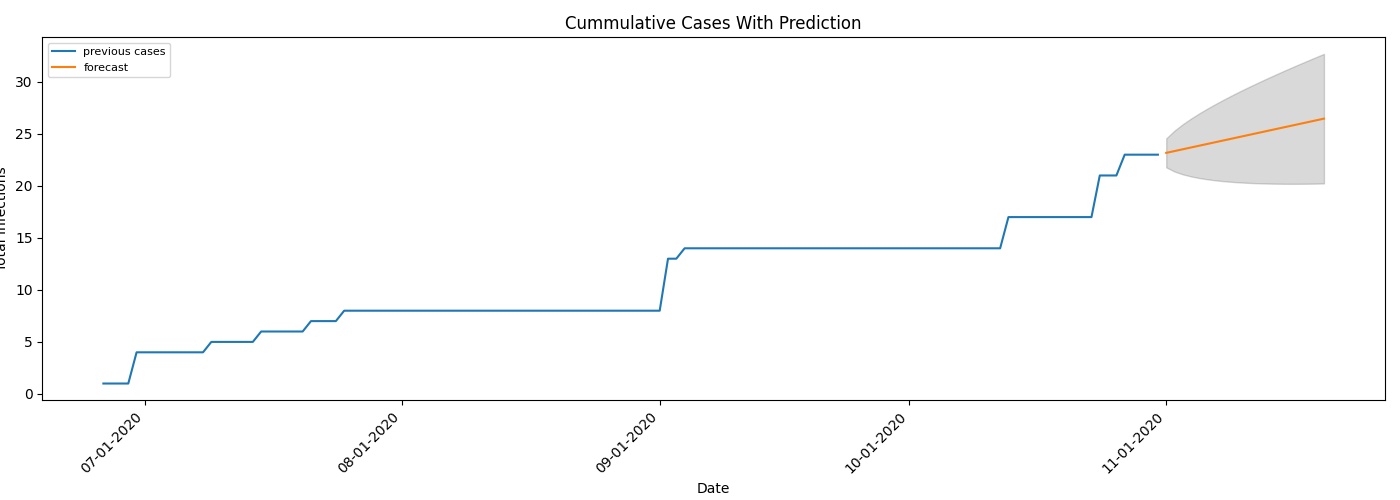 Cummulative Cases With Prediction
previous cases
forecast
30
25
20
15
10
5
0
Total Infections
07-01-2020
08-01-2020
09-01-2020
10-01-2020
11-01-2020
Date